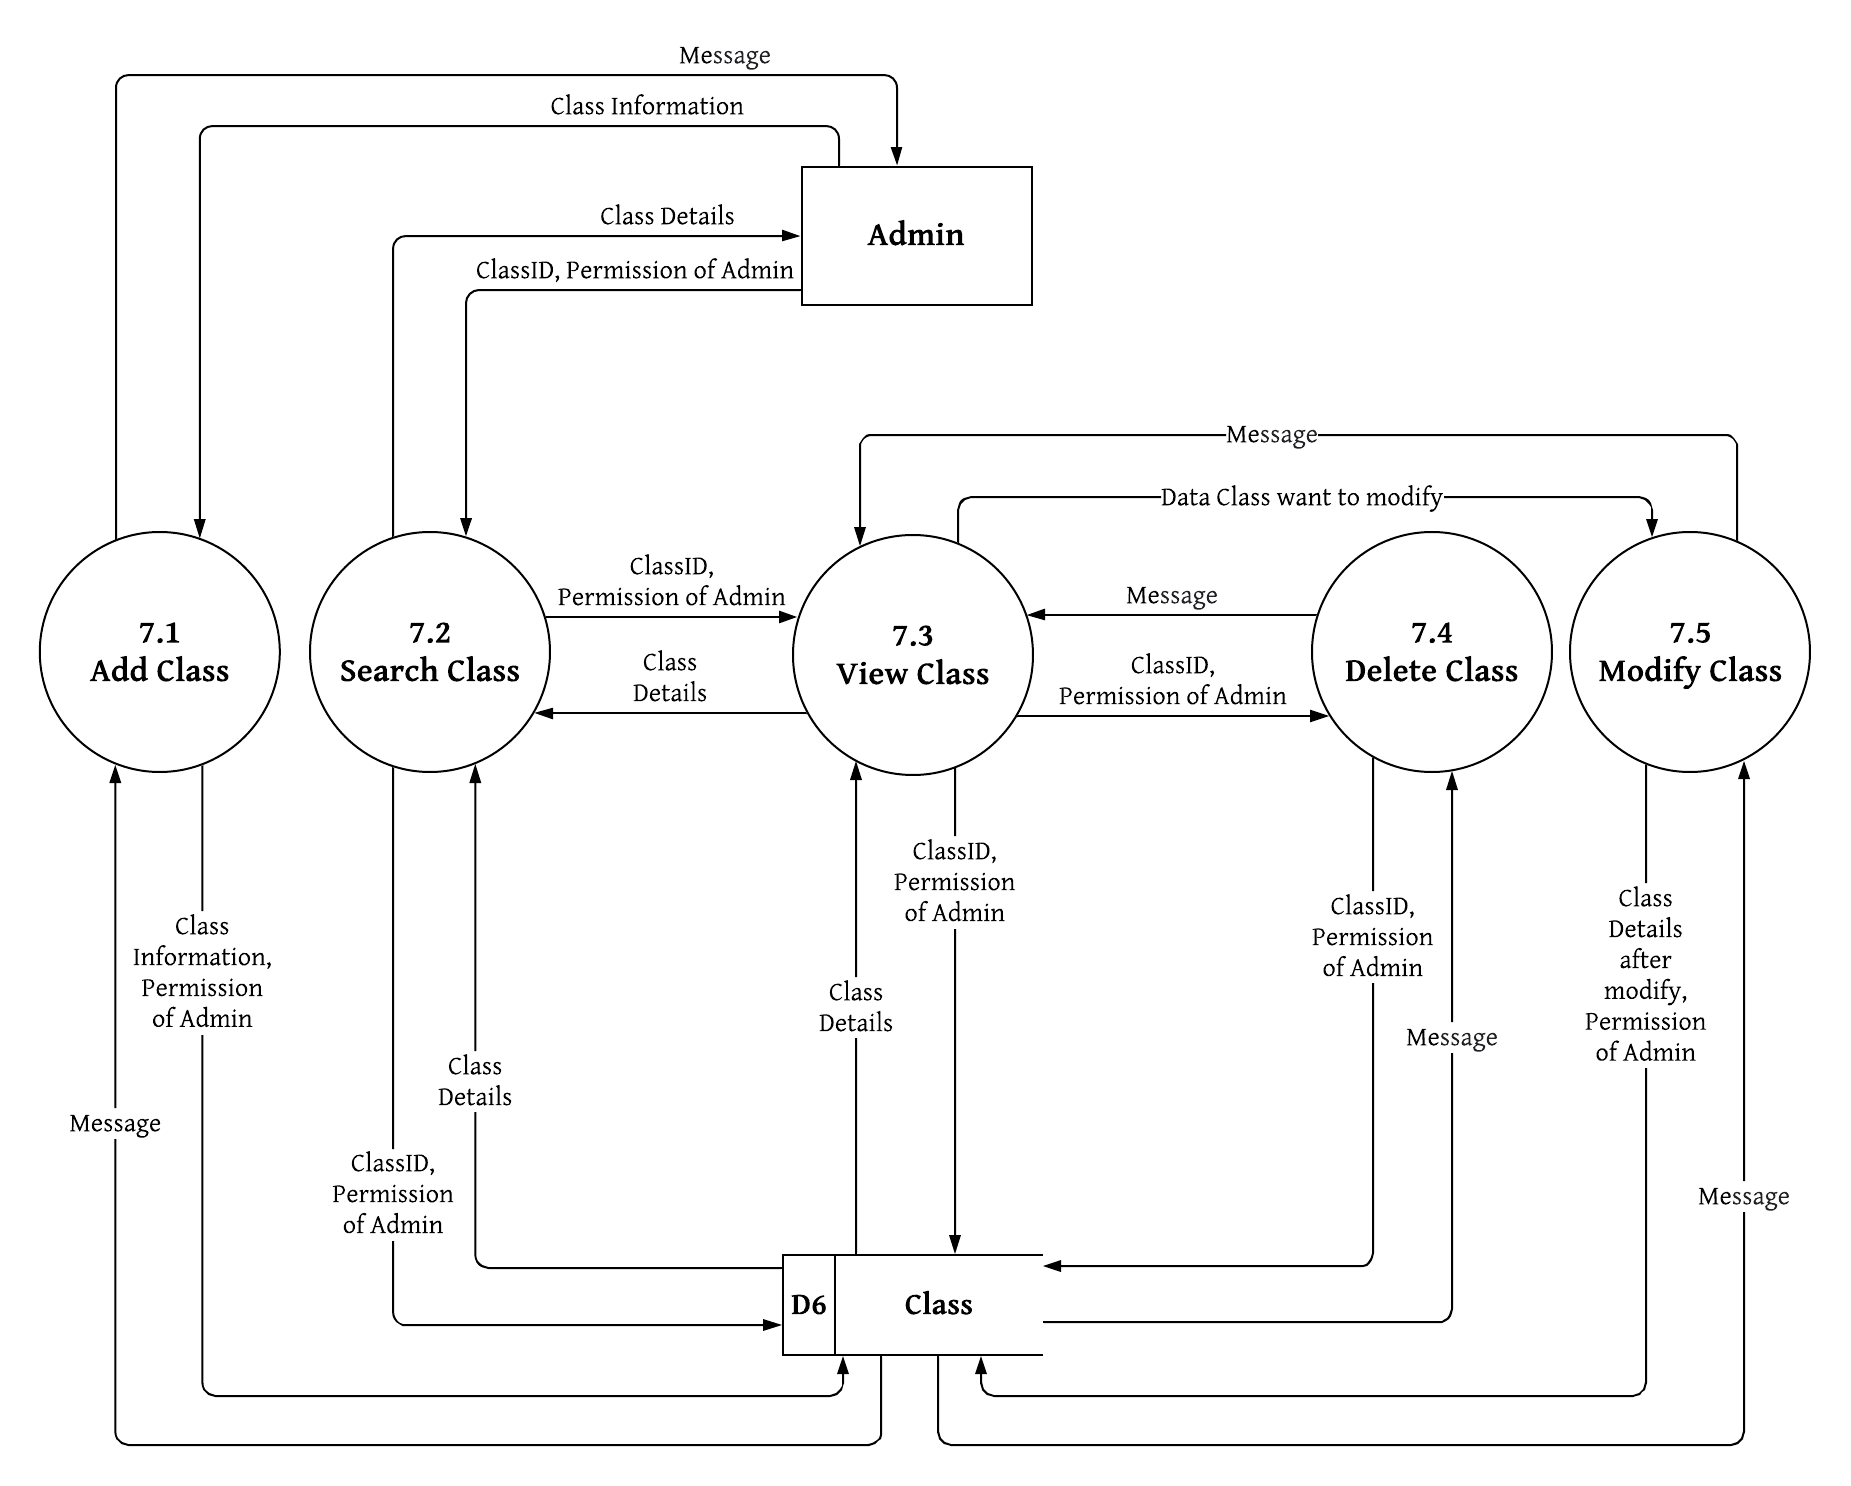 Message
Class Information
Class Details
Admin
ClassID, Permission of Admin
Message
Data Class want to modify
ClassID,
Permission of Admin
Message
7.1
Add Class
7.2
Search Class
7.3
View Class
7.4
Delete Class
7.5
Modify Class
Class
Details
ClassID,
Permission of Admin
ClassID,
Permission
of Admin
Class
Information,
Permission
of Admin
ClassID,
Permission
of Admin
Class
Details
after
modify,
Permission
of Admin
Class
Details
Message
Class
Details
Message
ClassID,
Permission
of Admin
Message
D6
Class